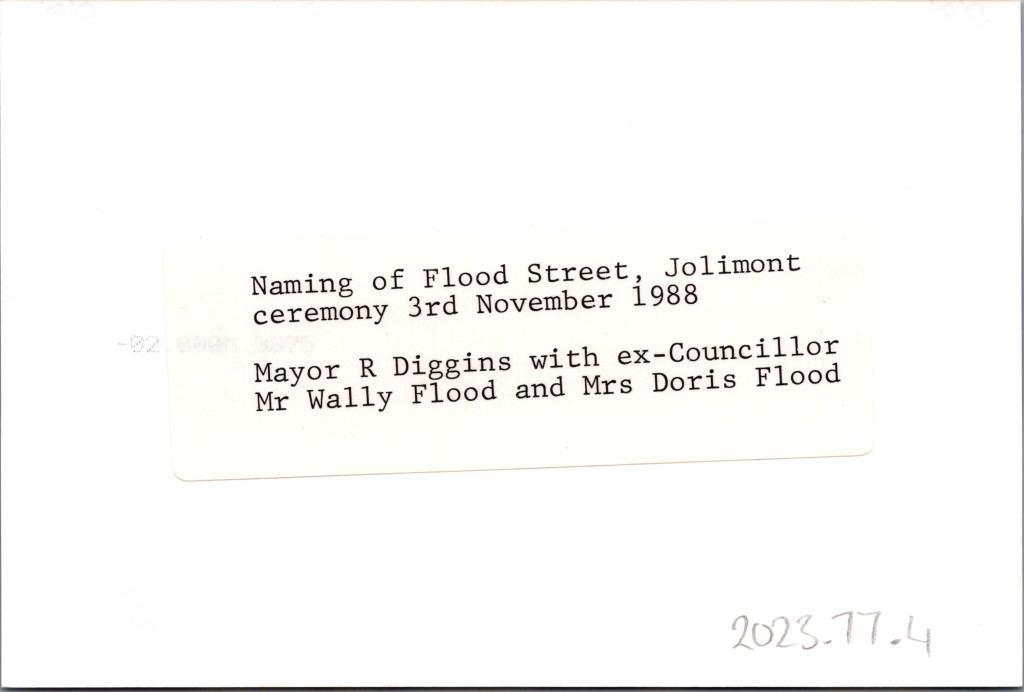 Naming of Flood Street, Jolimont
ceremony 3rd November 1988
Mayor R Diggins with ex-Councillor
Mr Wally Flood and Mrs Doris Flood
2023.77.4